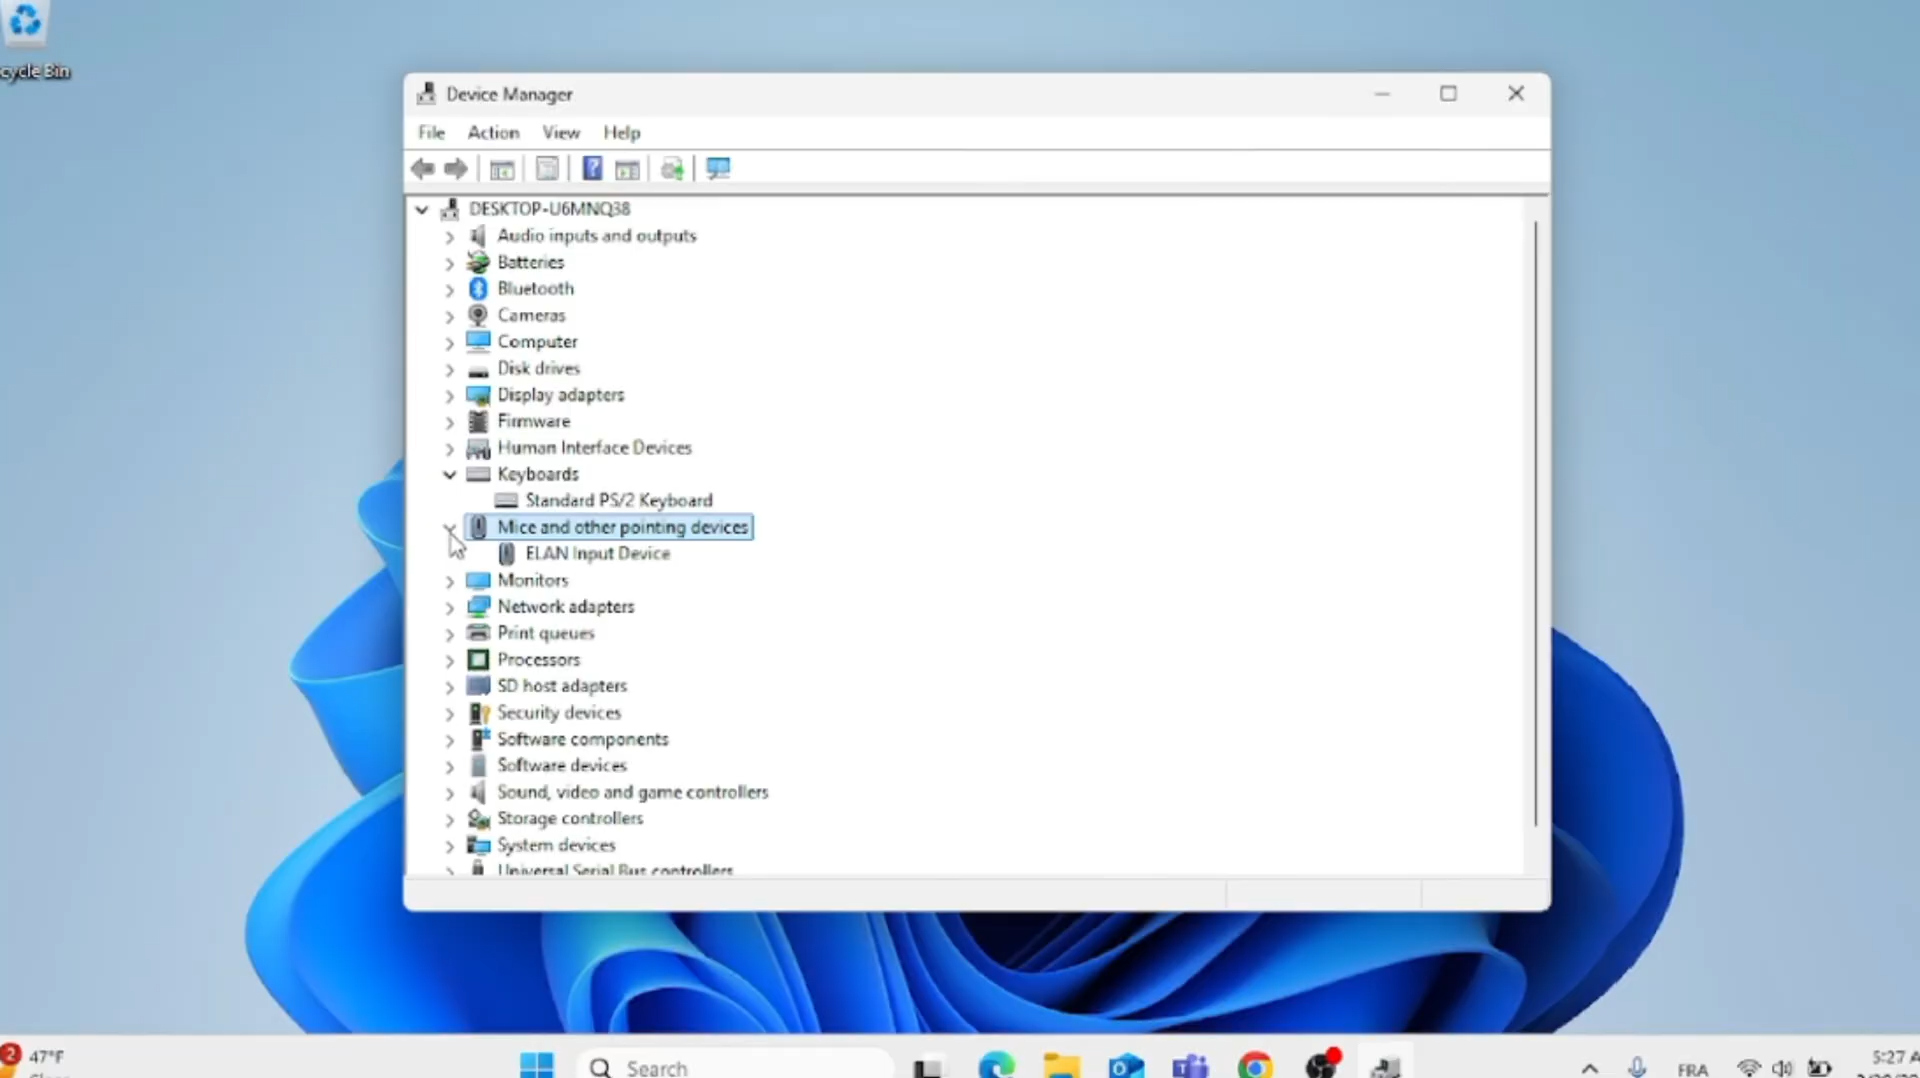 cycle Bin
Device Manager
File Action View Help
DESKTOP-U6MNQ38
Audio inputs and outputs
Batteries
Bluetooth
Cameras
Computer
Disk drives
Display adapters
Firmware
Human Interface Devices
Keyboards
Standard PS/2 Keyboard
Mice and other pointing devices
ELAN Input Device
Monitors
Network adapters
Print queues
Processors
SD host adapters
Security devices
Software components
Software devices
Sound, video and game controllers
Storage controllers
System devices
Universal Serial Bus controllers
2
47°F
Search
FRA
5:27 A